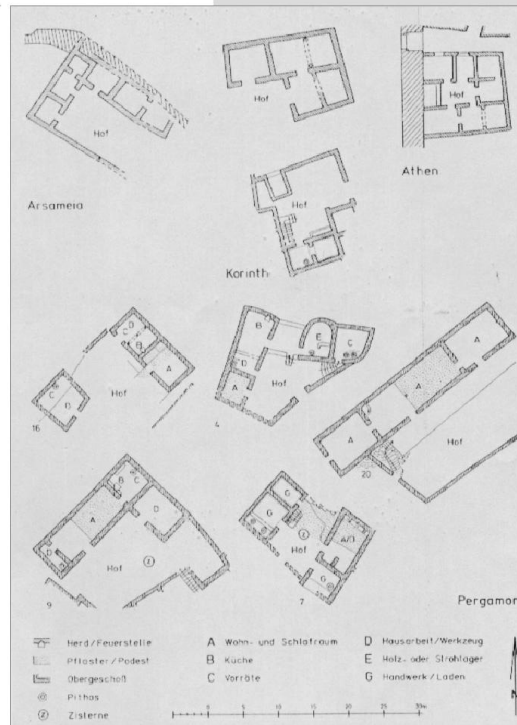 Hof
Hof
Hof
Arsameia
Athen
Hof
Korinth
D
C
B
A
C
B
Hof
16
B
E
C
D
A
Hof
4
A
A
A
Hof
20
B
C
A
D
D
Hof
Z
9
G
G
A/D
Z
Hof
G
7
Pergamon
Herd/Feuerstelle
Pflaster/Podest
Obergeschoß
Pithos
Z Zisterne
A Wohn- und Schlafraum
B Küche
C Vorräte
D Hausarbeit/Werkzeug
E Holz- oder Strohlager
G Handwerk/Laden
N